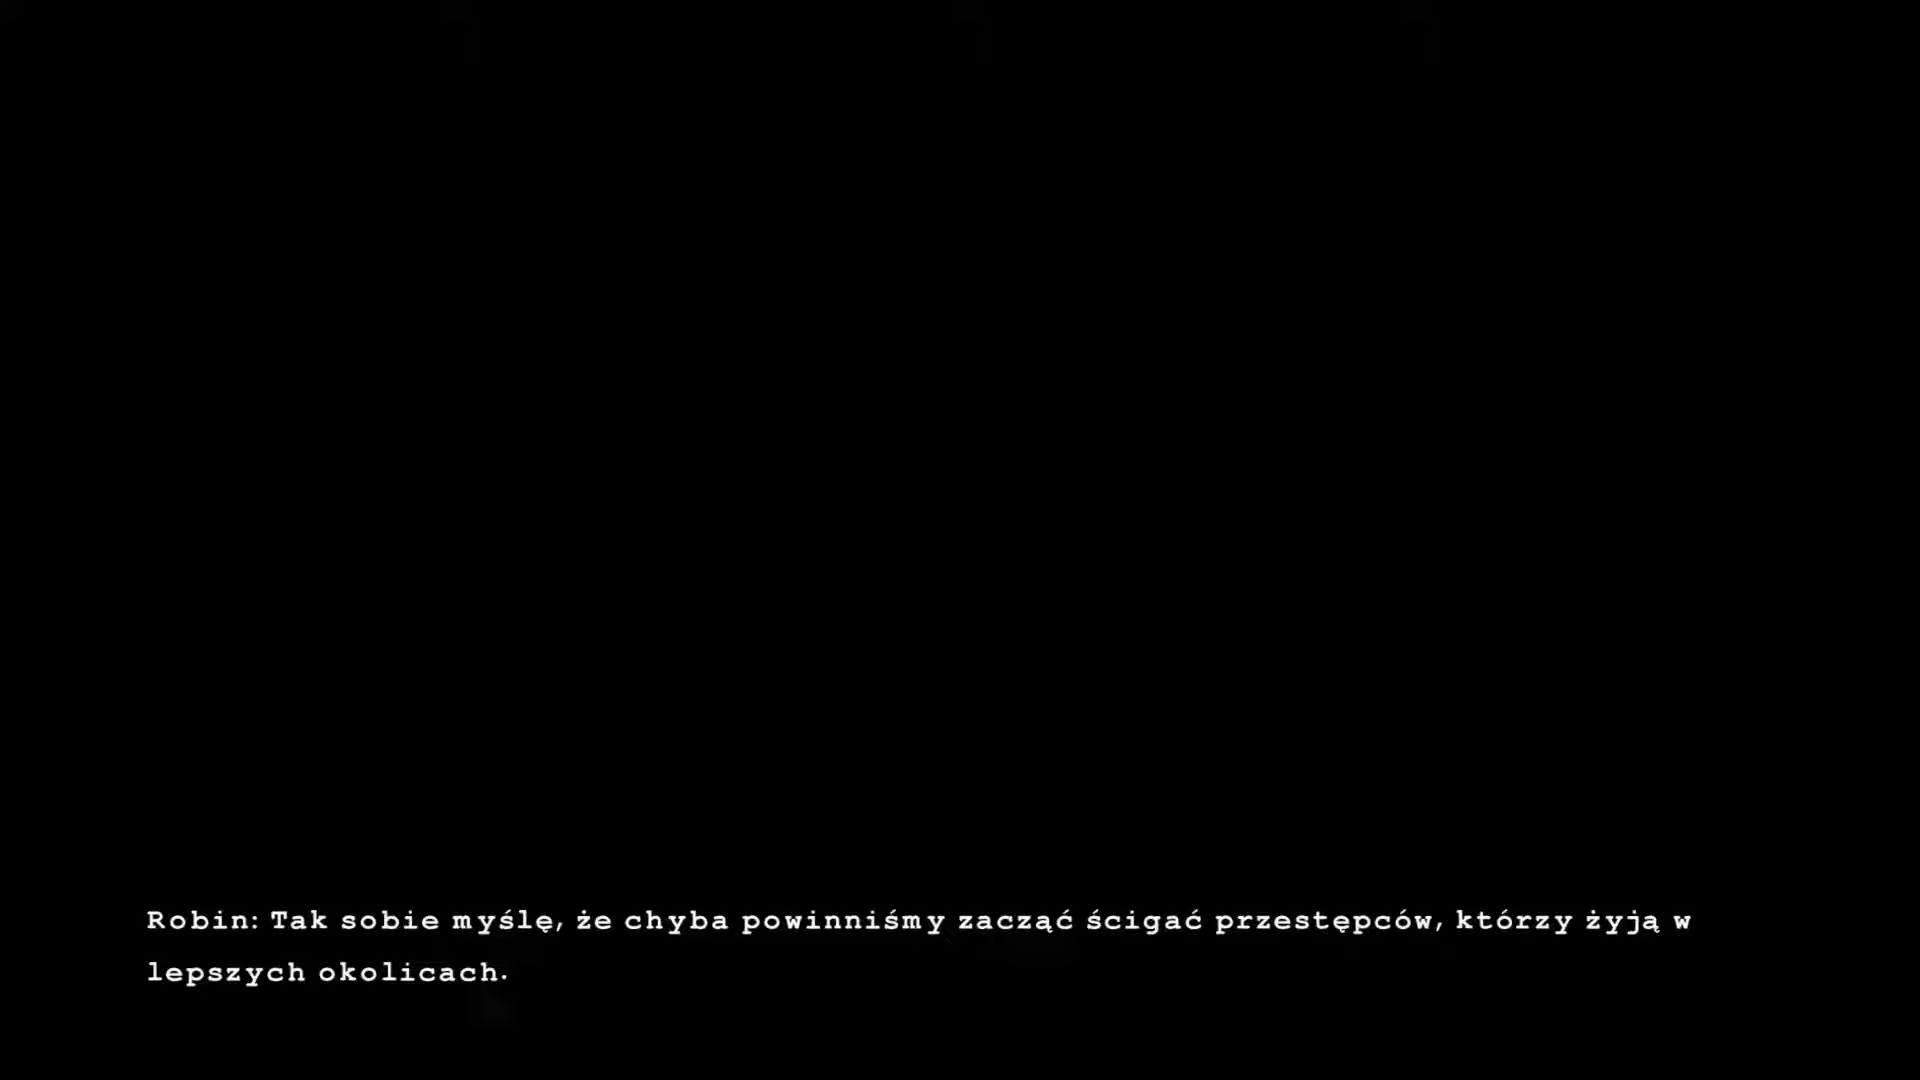 Robin: Tak sobie myślę, że chyba powinniśmy zacząć ścigać przestępców, którzy żyją w
lepszych okolicach.